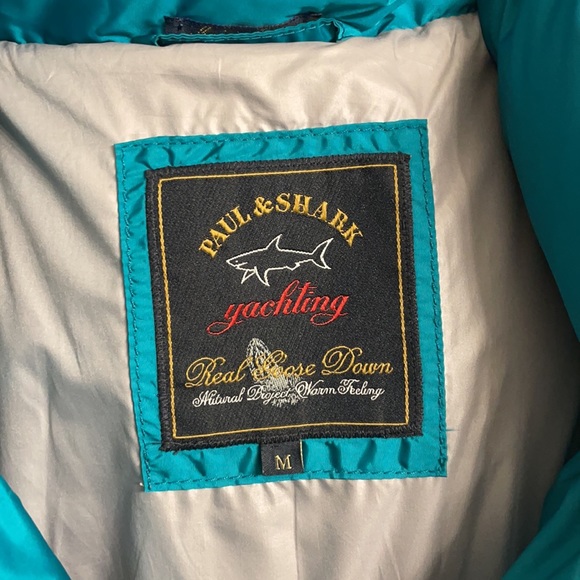 PAUL & SHARK
yachting
Real Goose Down
Natural Project Warm Feeling
M